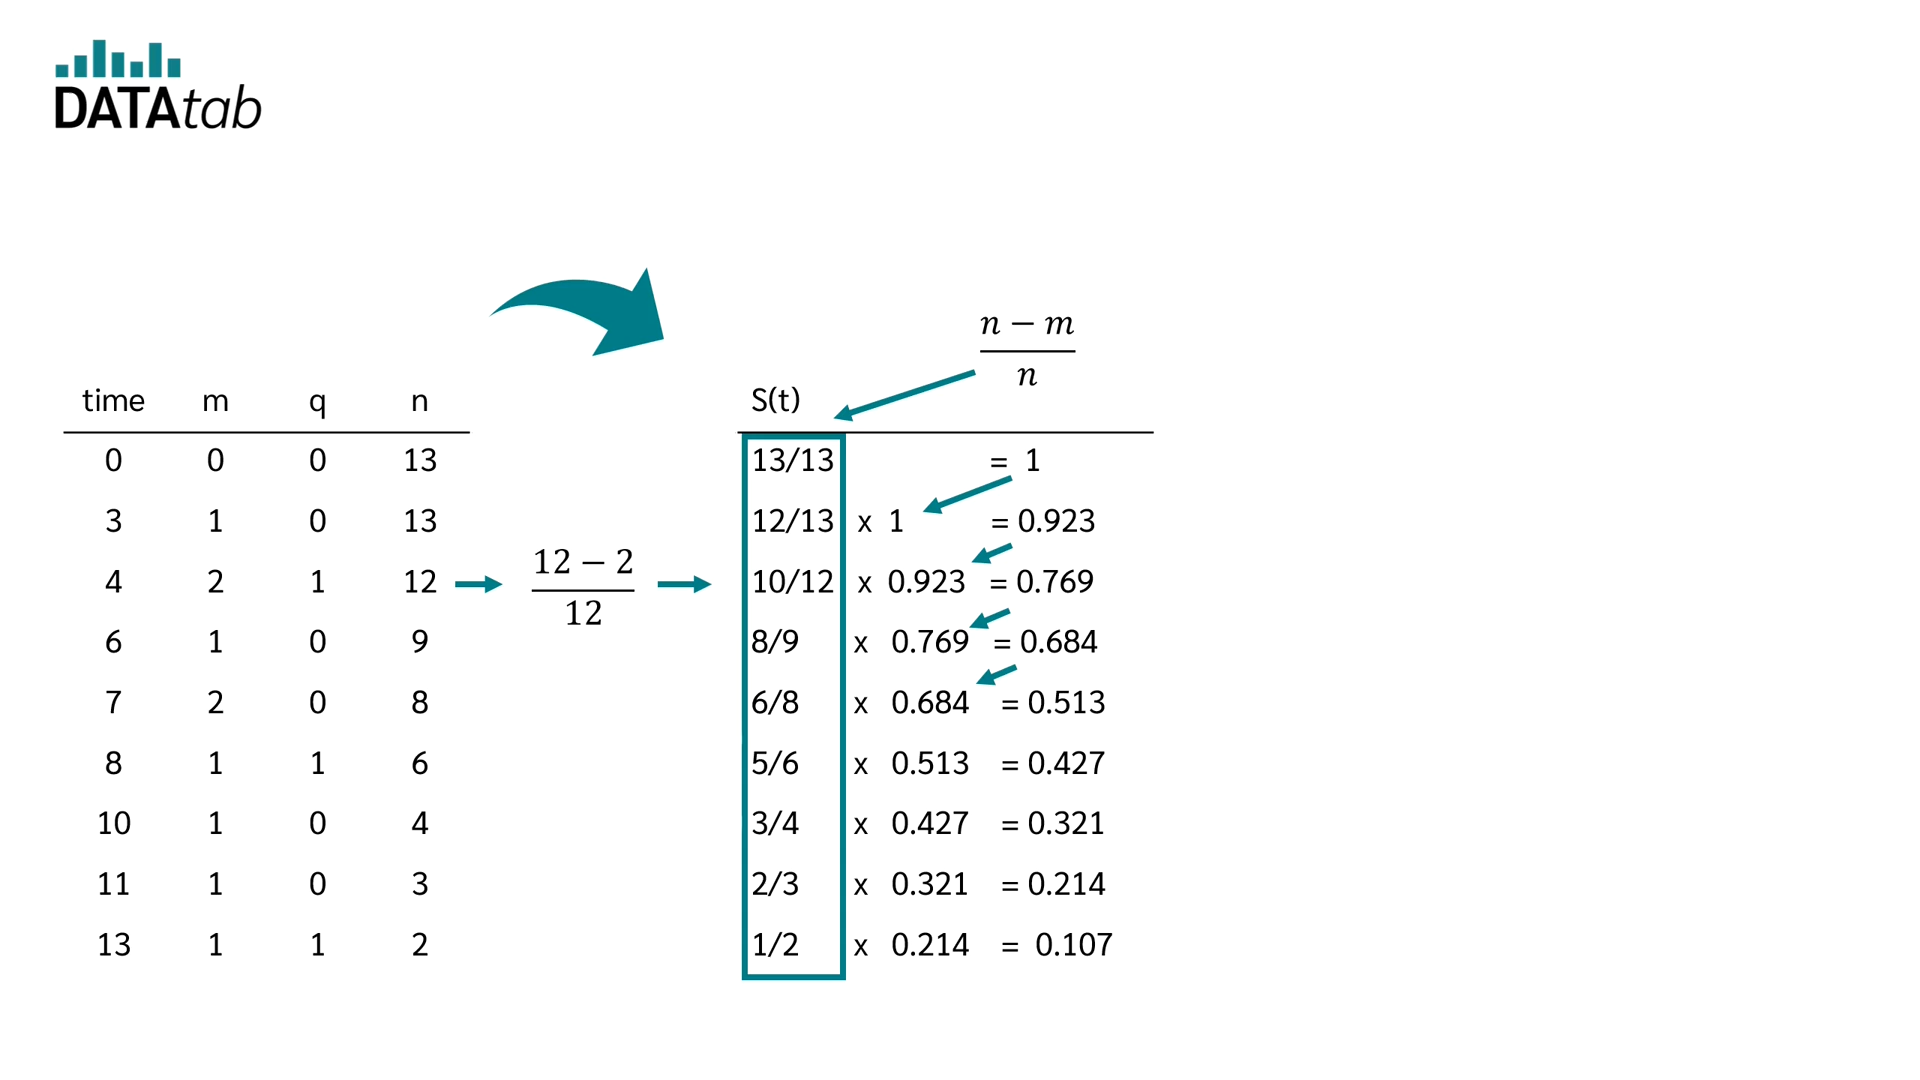 DATAtab
n − m
n
time m q n S(t)
0 0 0 13 13/13 = 1
3 1 0 13 12/13 x 1 = 0.923
12 − 2
4 2 1 12 10/12 x 0.923 = 0.769
12
6 1 0 9 8/9 x 0.769 = 0.684
7 2 0 8 6/8 x 0.684 = 0.513
8 1 1 6 5/6 x 0.513 = 0.427
10 1 0 4 3/4 x 0.427 = 0.321
11 1 0 3 2/3 x 0.321 = 0.214
13 1 1 2 1/2 x 0.214 = 0.107